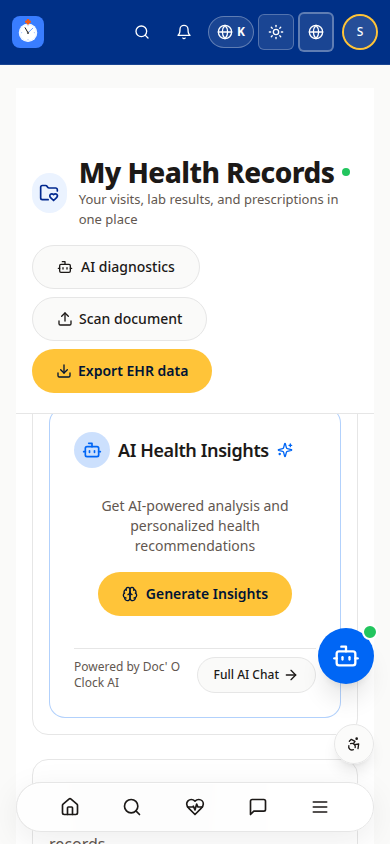 K
S
My Health Records
Your visits, lab results, and prescriptions in
one place
AI diagnostics
Scan document
Export EHR data
AI Health Insights
Get AI-powered analysis and
personalized health
recommendations
Generate Insights
Powered by Doc' O
Clock AI
Full AI Chat
records